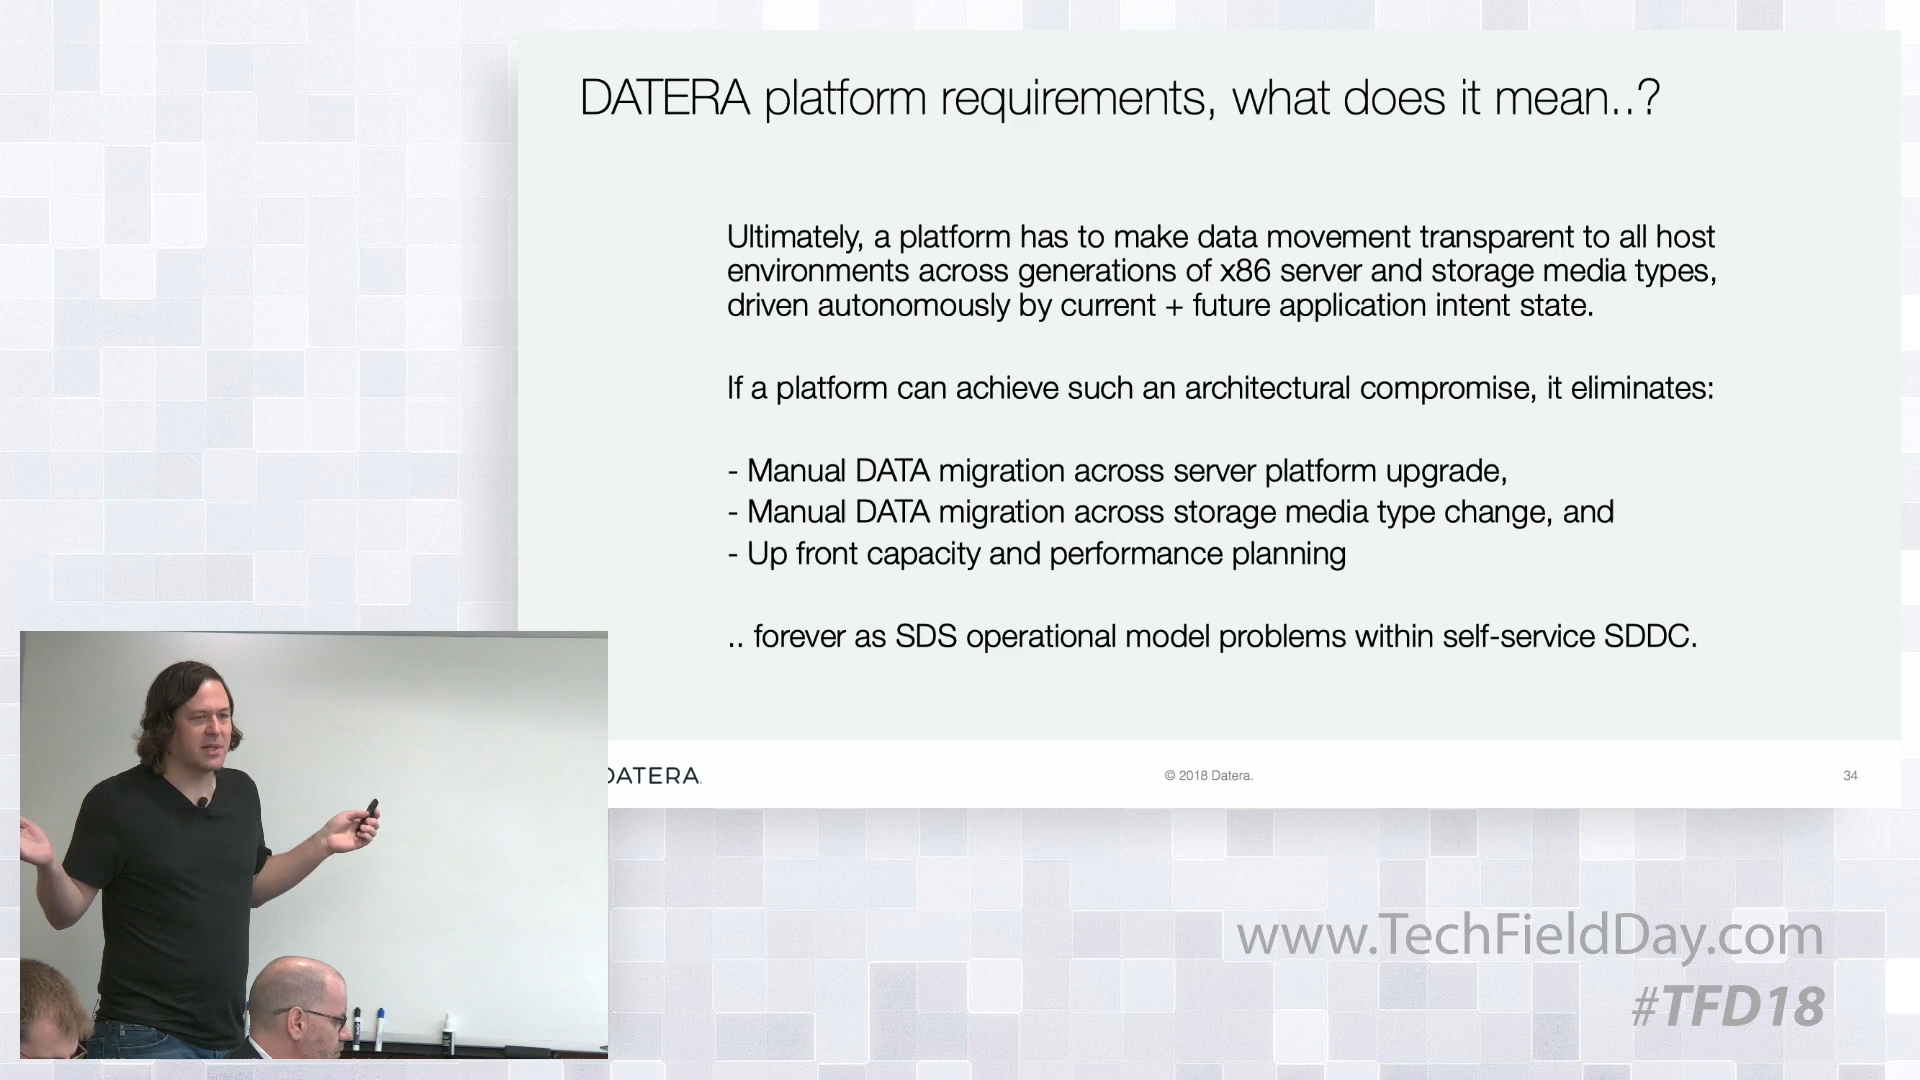 DATERA platform requirements, what does it mean..?
Ultimately, a platform has to make data movement transparent to all host
environments across generations of x86 server and storage media types,
driven autonomously by current + future application intent state.
If a platform can achieve such an architectural compromise, it eliminates:
- Manual DATA migration across server platform upgrade,
- Manual DATA migration across storage media type change, and
- Up front capacity and performance planning
.. forever as SDS operational model problems within self-service SDDC.
DATERA.
© 2018 Datera.
34
www.TechFieldDay.com
#TFD18